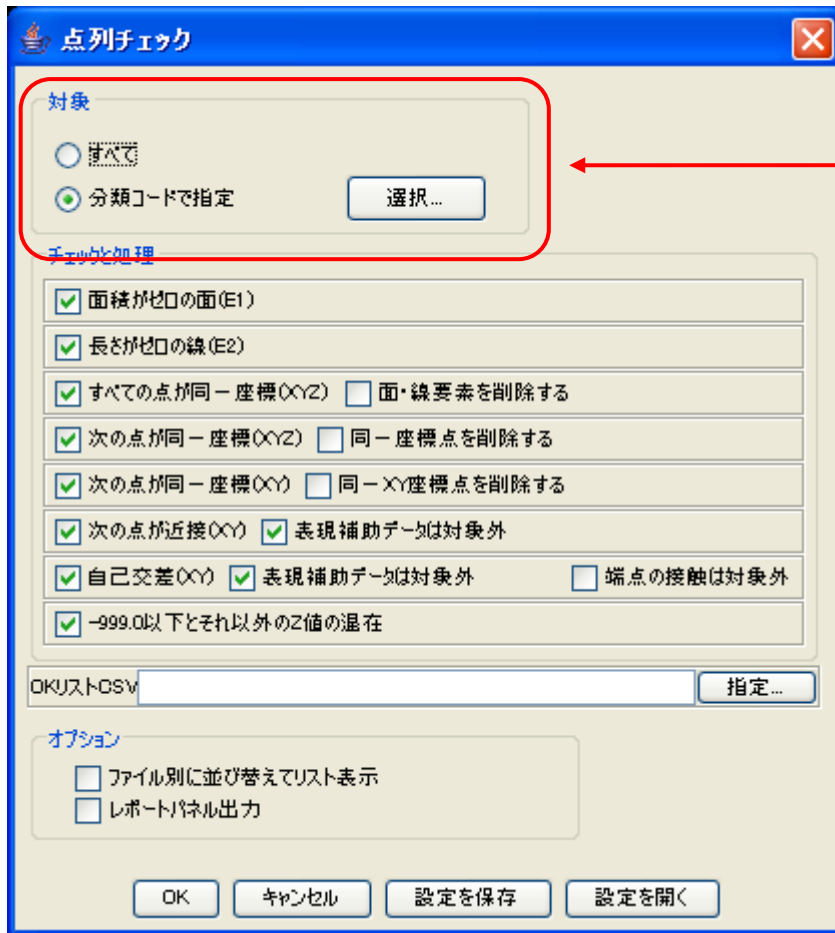 点列チェック
対象
すべて
分類コードで指定 選択...
チェックと処理
面積がゼロの面(E1)
長さがゼロの線(E2)
すべての点が同一座標(XYZ) 面・線要素を削除する
次の点が同一座標(XYZ) 同一座標点を削除する
次の点が同一座標(XY) 同一XY座標点を削除する
次の点が近接(XY) 表現補助データは対象外
自己交差(XY) 表現補助データは対象外 端点の接触は対象外
-999.0以下とそれ以外のZ値の混在
OKリストCSV 指定...
オプション
ファイル別に並び替えてリスト表示
レポートパネル出力
OK キャンセル 設定を保存 設定を開く